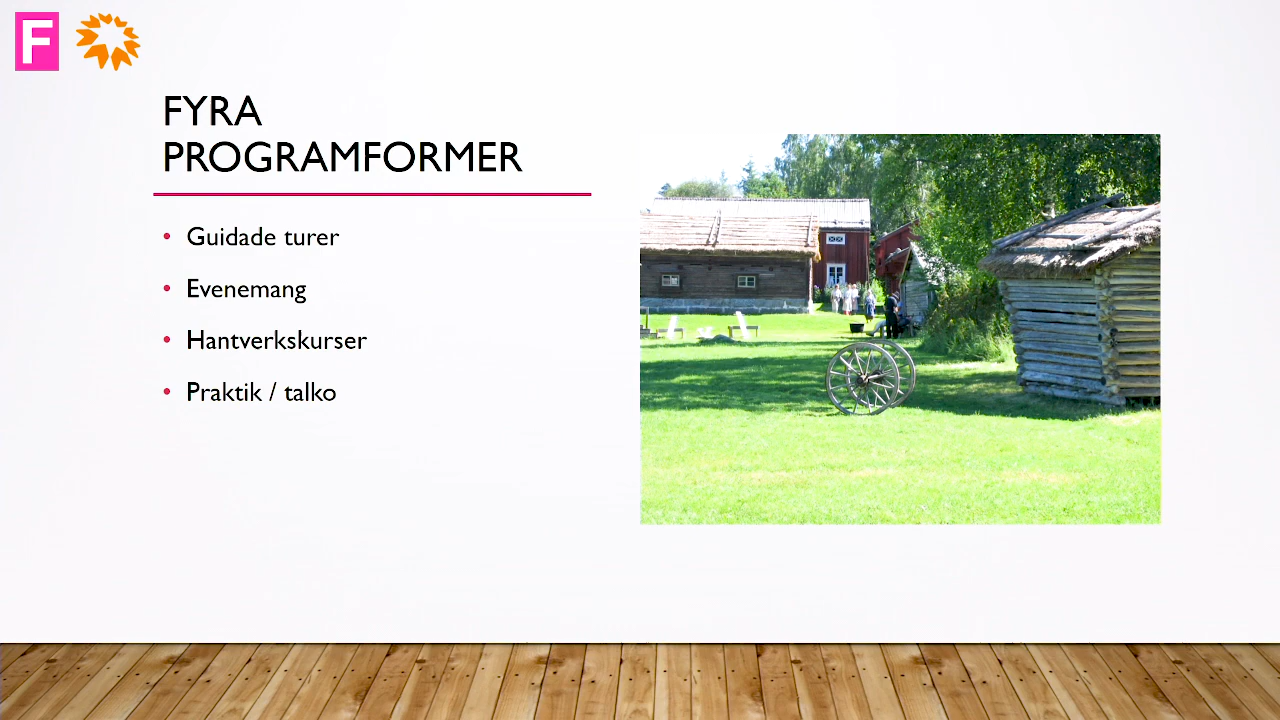 F
FYRA
PROGRAMFORMER
• Guidade turer
• Evenemang
• Hantverkskurser
• Praktik / talko